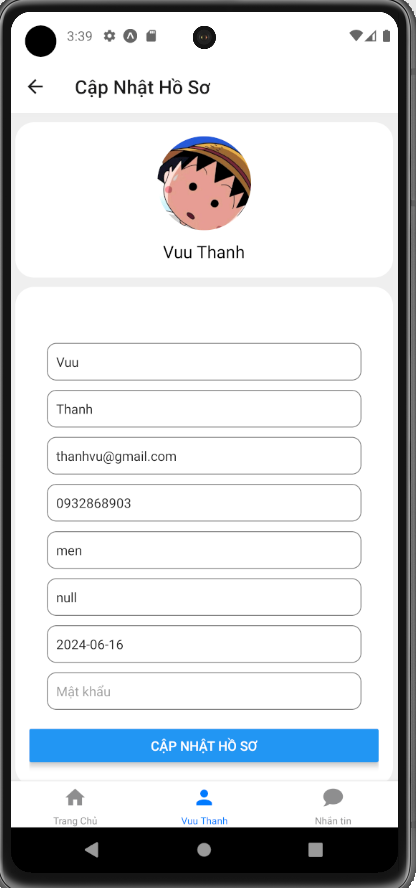 3:39
Cập Nhật Hồ Sơ
Vuu Thanh
Vuu
Thanh
thanhvu@gmail.com
0932868903
men
null
2024-06-16
Mật khẩu
CẬP NHẬT HỒ SƠ
Trang Chủ
Vuu Thanh
Nhắn tin